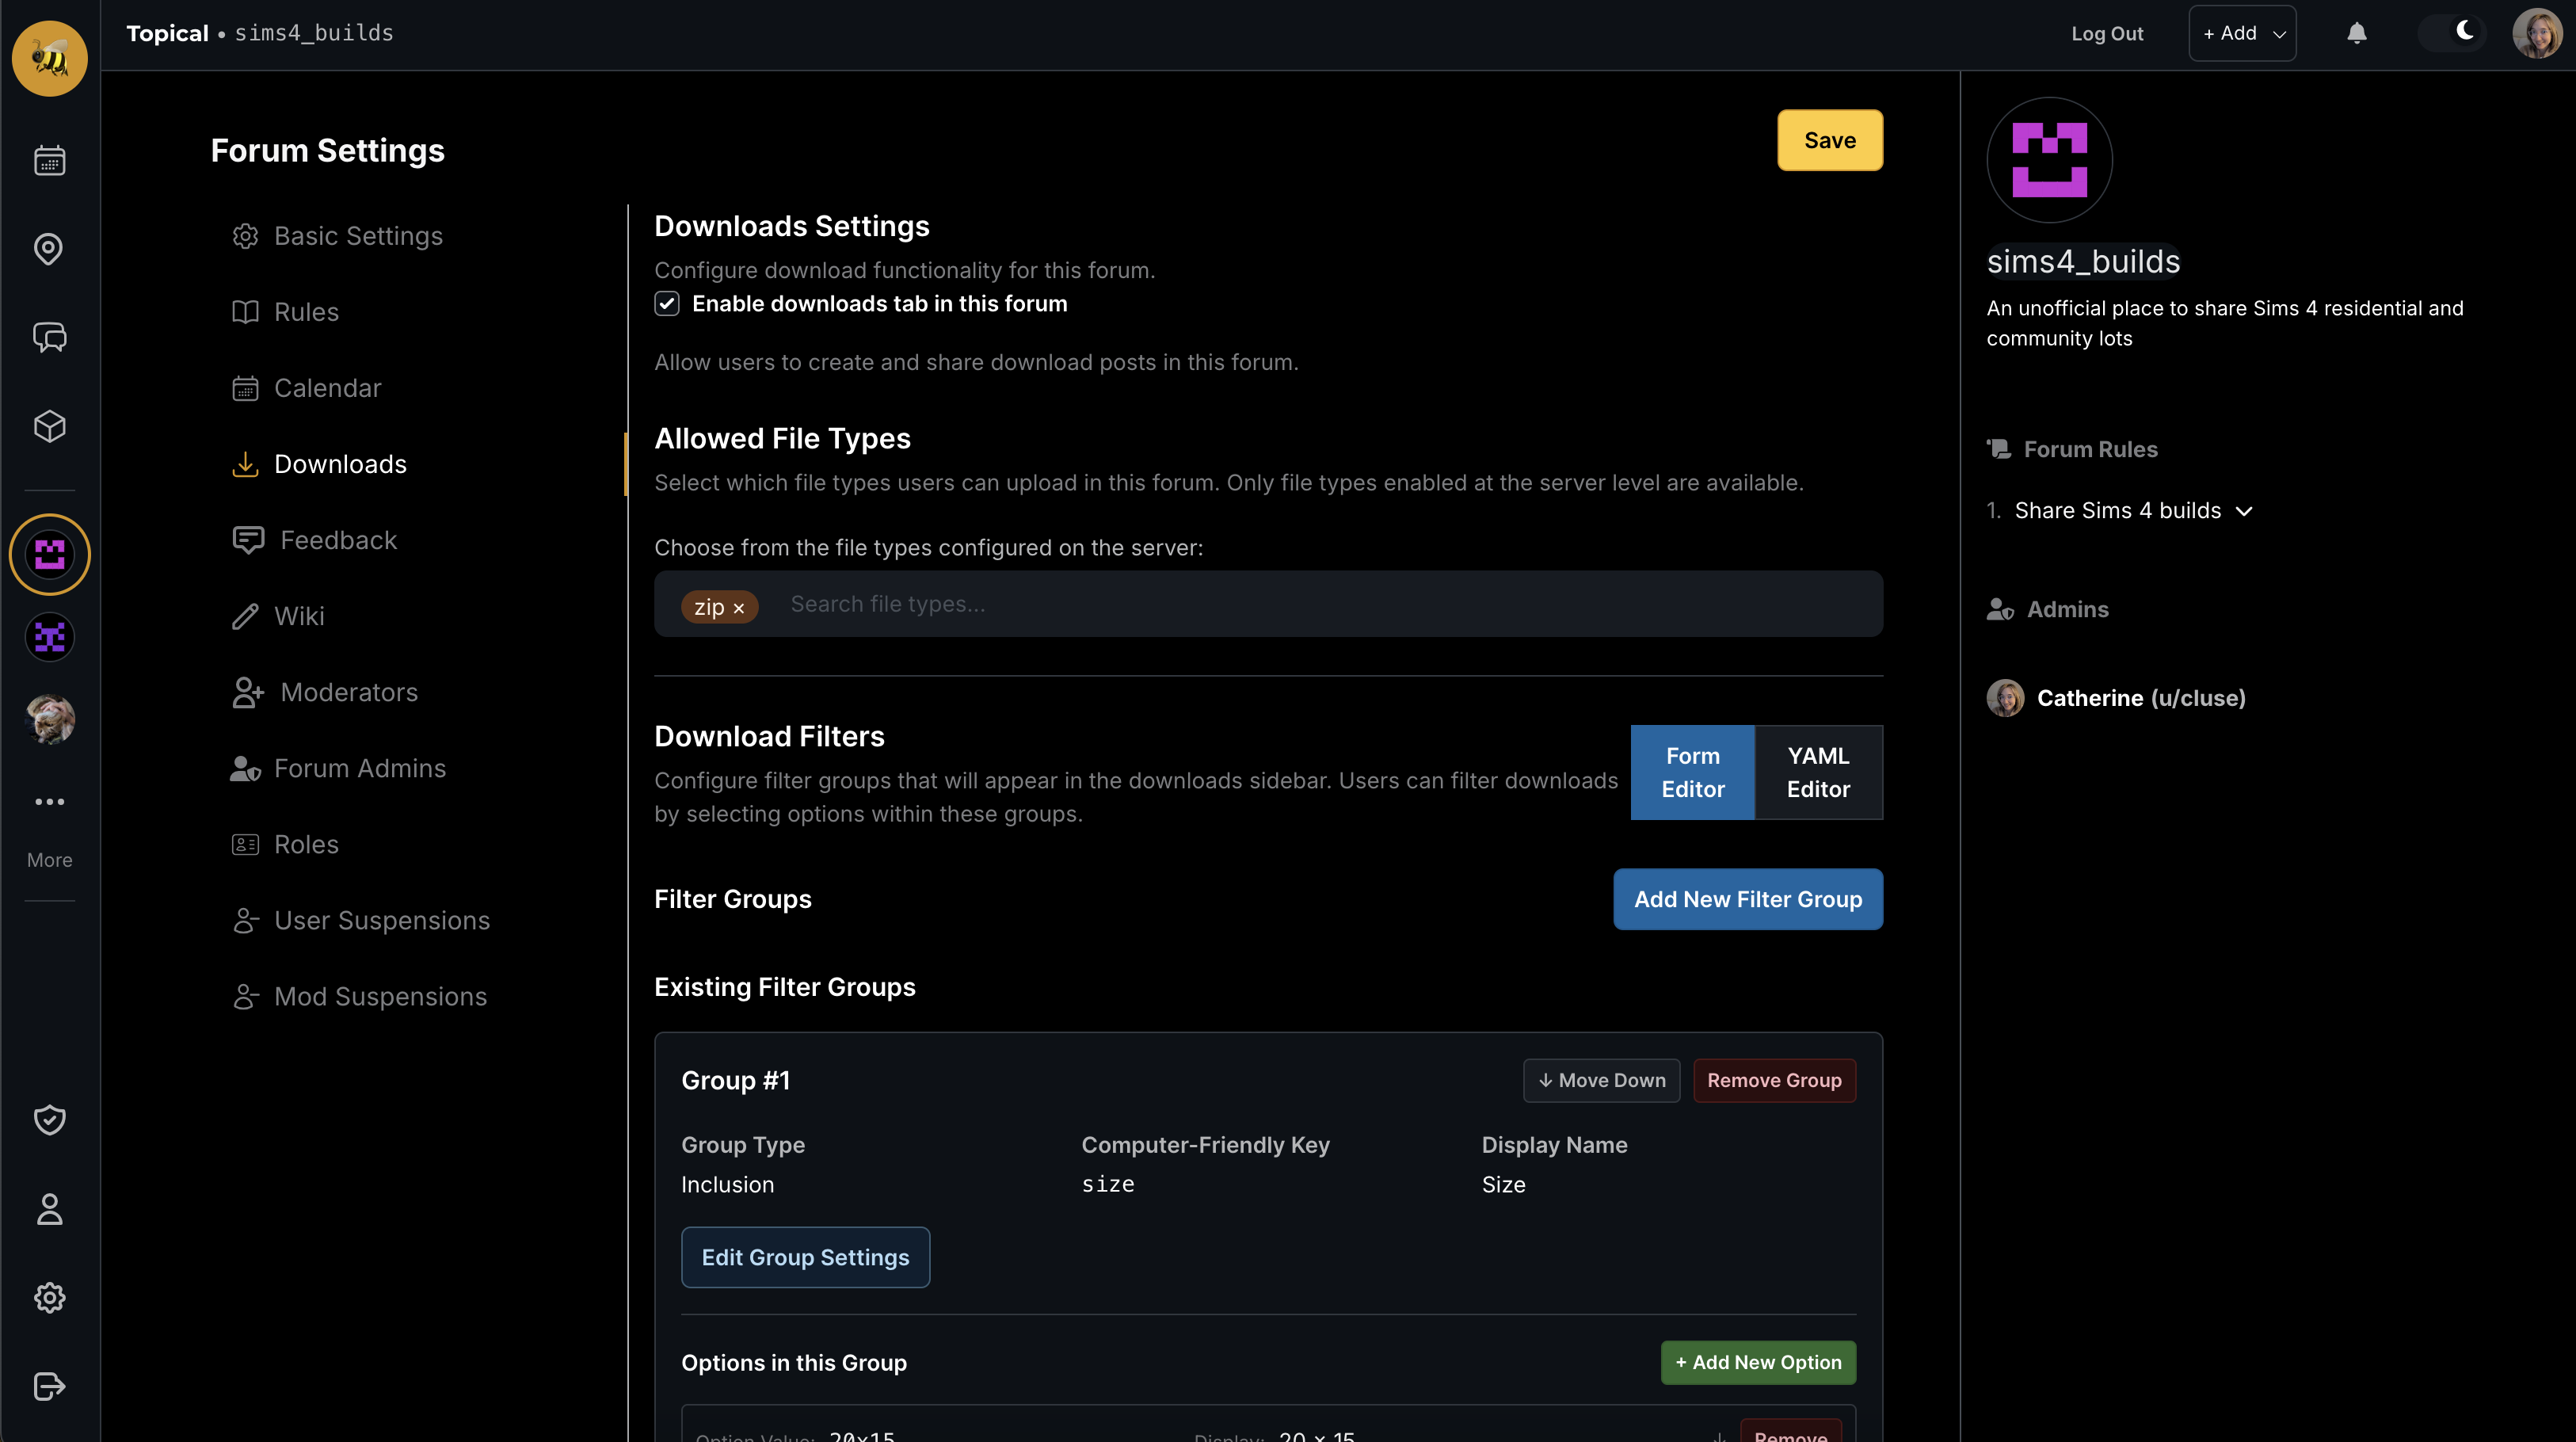 Topical • sims4_builds
Log Out
+ Add
Forum Settings
Save
Basic Settings
Rules
Calendar
Downloads
Feedback
Wiki
Moderators
Forum Admins
Roles
User Suspensions
Mod Suspensions
More
Downloads Settings
Configure download functionality for this forum.
Enable downloads tab in this forum
Allow users to create and share download posts in this forum.
Allowed File Types
Select which file types users can upload in this forum. Only file types enabled at the server level are available.
Choose from the file types configured on the server:
zip ×
Search file types...
Download Filters
Configure filter groups that will appear in the downloads sidebar. Users can filter downloads
by selecting options within these groups.
Form
Editor
YAML
Editor
Filter Groups
Add New Filter Group
Existing Filter Groups
Group #1
↓ Move Down
Remove Group
Group Type
Computer-Friendly Key
Display Name
Inclusion
size
Size
Edit Group Settings
Options in this Group
+ Add New Option
Option Value: 20x15
Display: 20 × 15
↓
Remove
sims4_builds
An unofficial place to share Sims 4 residential and
community lots
Forum Rules
1. Share Sims 4 builds
Admins
Catherine (u/cluse)